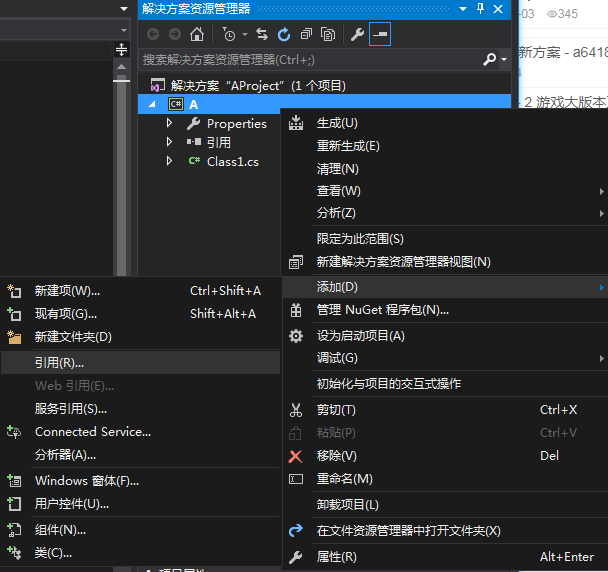 解决方案资源管理器
-03 345
搜索解决方案资源管理器(Ctrl+;)
新方案 - a6418
解决方案 "AProject" (1 个项目)
- 2 游戏大版本
C# A
Properties
引用
C# Class1.cs
生成(U)
重新生成(E)
清理(N)
查看(W)
分析(Z)
限定为此范围(S)
新建解决方案资源管理器视图(N)
添加(D)
管理 NuGet 程序包(N)...
设为启动项目(A)
调试(G)
初始化与项目的交互式操作
剪切(T) Ctrl+X
粘贴(P) Ctrl+V
移除(V) Del
重命名(M)
卸载项目(L)
在文件资源管理器中打开文件夹(X)
属性(R) Alt+Enter
新建项(W)... Ctrl+Shift+A
现有项(G)... Shift+Alt+A
新建文件夹(D)
引用(R)...
Web 引用(E)...
服务引用(S)...
Connected Service...
分析器(A)...
Windows 窗体(F)...
用户控件(U)...
组件(N)...
类(C)...